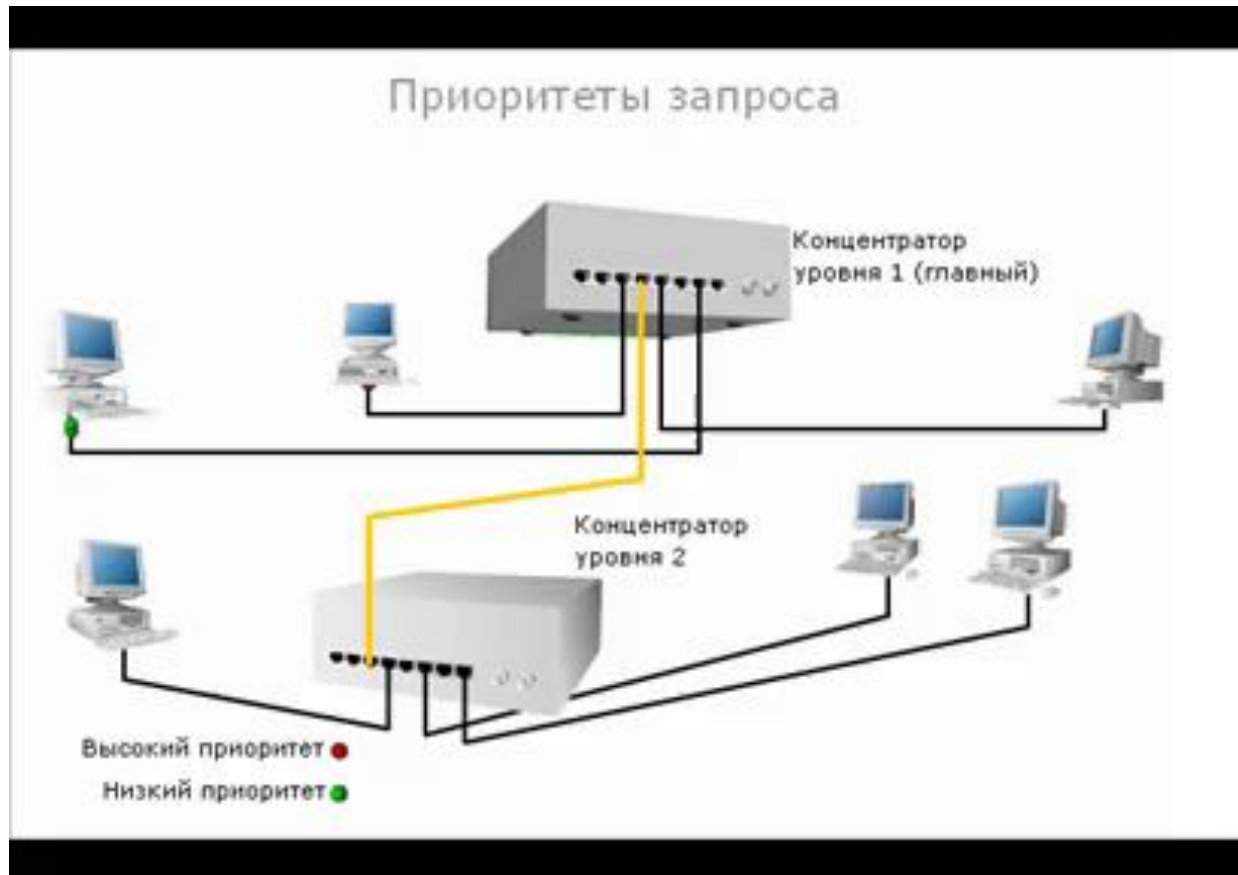 Приоритеты запроса
Концентратор
уровня 1 (главный)
Концентратор
уровня 2
Высокий приоритет
Низкий приоритет